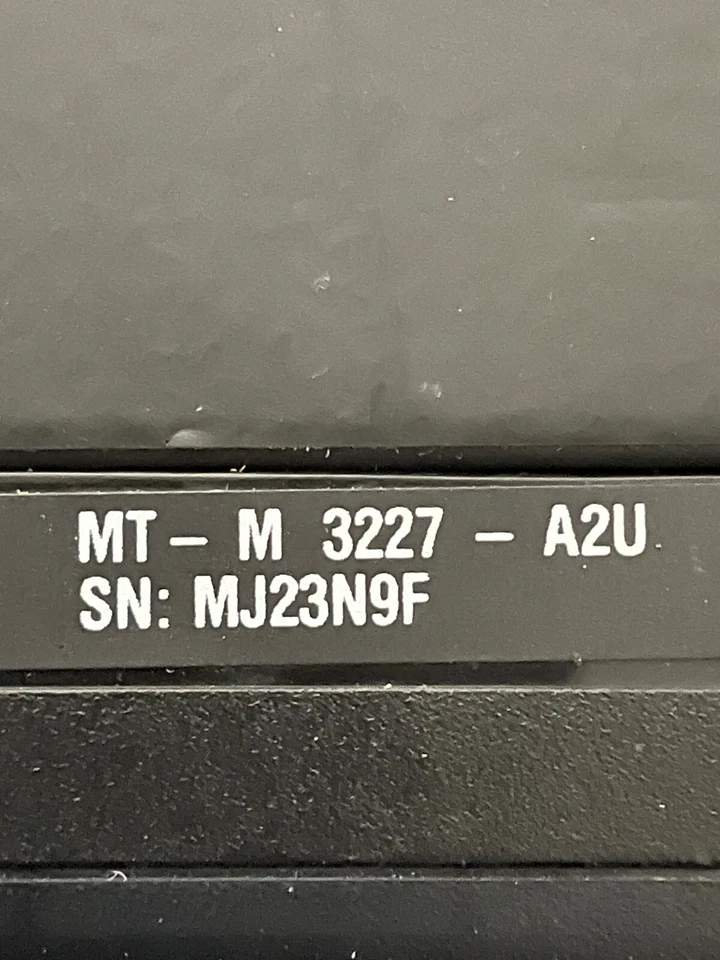 MT – M 3227 – A2U
SN: MJ23N9F